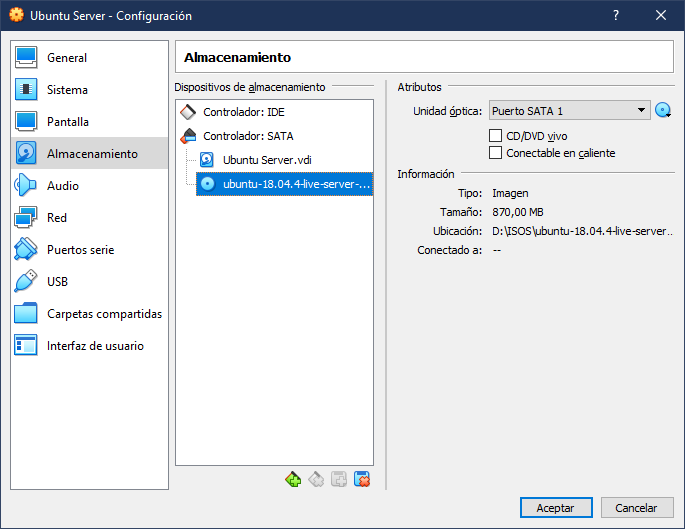 Ubuntu Server - Configuración
General
Sistema
Pantalla
Almacenamiento
Audio
Red
Puertos serie
USB
Carpetas compartidas
Interfaz de usuario
Almacenamiento
Dispositivos de almacenamiento
Controlador: IDE
Controlador: SATA
Ubuntu Server.vdi
ubuntu-18.04.4-live-server-...
Atributos
Unidad óptica: Puerto SATA 1
CD/DVD vivo
Conectable en caliente
Información
Tipo: Imagen
Tamaño: 870,00 MB
Ubicación: D:\ISOS\ubuntu-18.04.4-live-server...
Conectado a: --
Aceptar
Cancelar